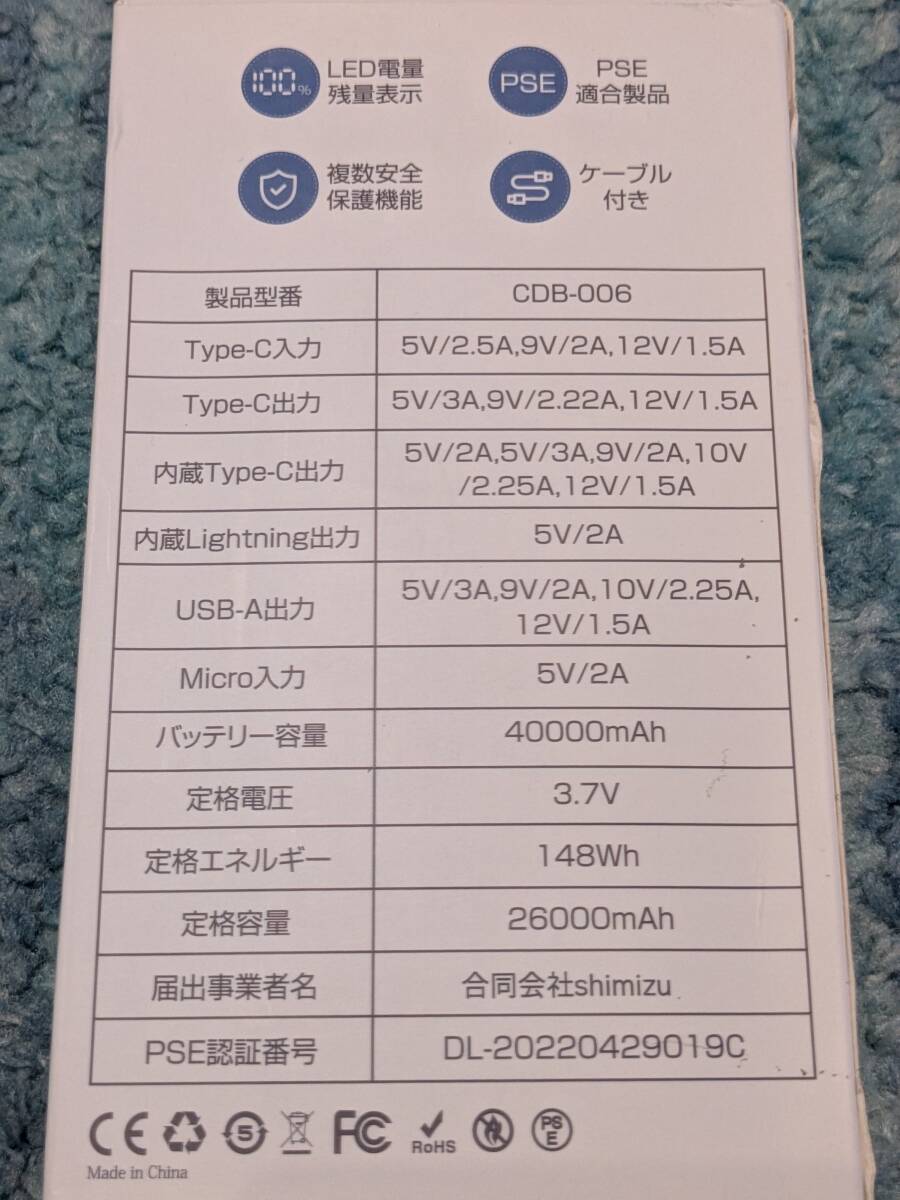 100%
LED電量
残量表示
PSE
PSE
適合製品
複数安全
保護機能
ケーブル
付き
製品型番 CDB-006
Type-C入力 5V/2.5A,9V/2A,12V/1.5A
Type-C出力 5V/3A,9V/2.22A,12V/1.5A
内蔵Type-C出力 5V/2A,5V/3A,9V/2A,10V
/2.25A,12V/1.5A
内蔵Lightning出力 5V/2A
USB-A出力 5V/3A,9V/2A,10V/2.25A,
12V/1.5A
Micro入力 5V/2A
バッテリー容量 40000mAh
定格電圧 3.7V
定格エネルギー 148Wh
定格容量 26000mAh
届出事業者名 合同会社shimizu
PSE認証番号 DL-20220429019C
CE 5 FC RoHS PSE
Made in China